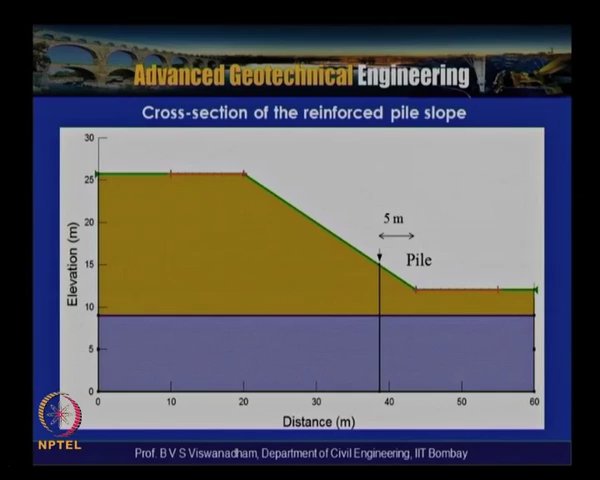 Advanced Geotechnical Engineering
Cross-section of the reinforced pile slope
30
25
20
15
10
5
0
Elevation (m)
5 m
Pile
0 10 20 30 40 50 60
Distance (m)
NPTEL
Prof. B V S Viswanadham, Department of Civil Engineering, IIT Bombay